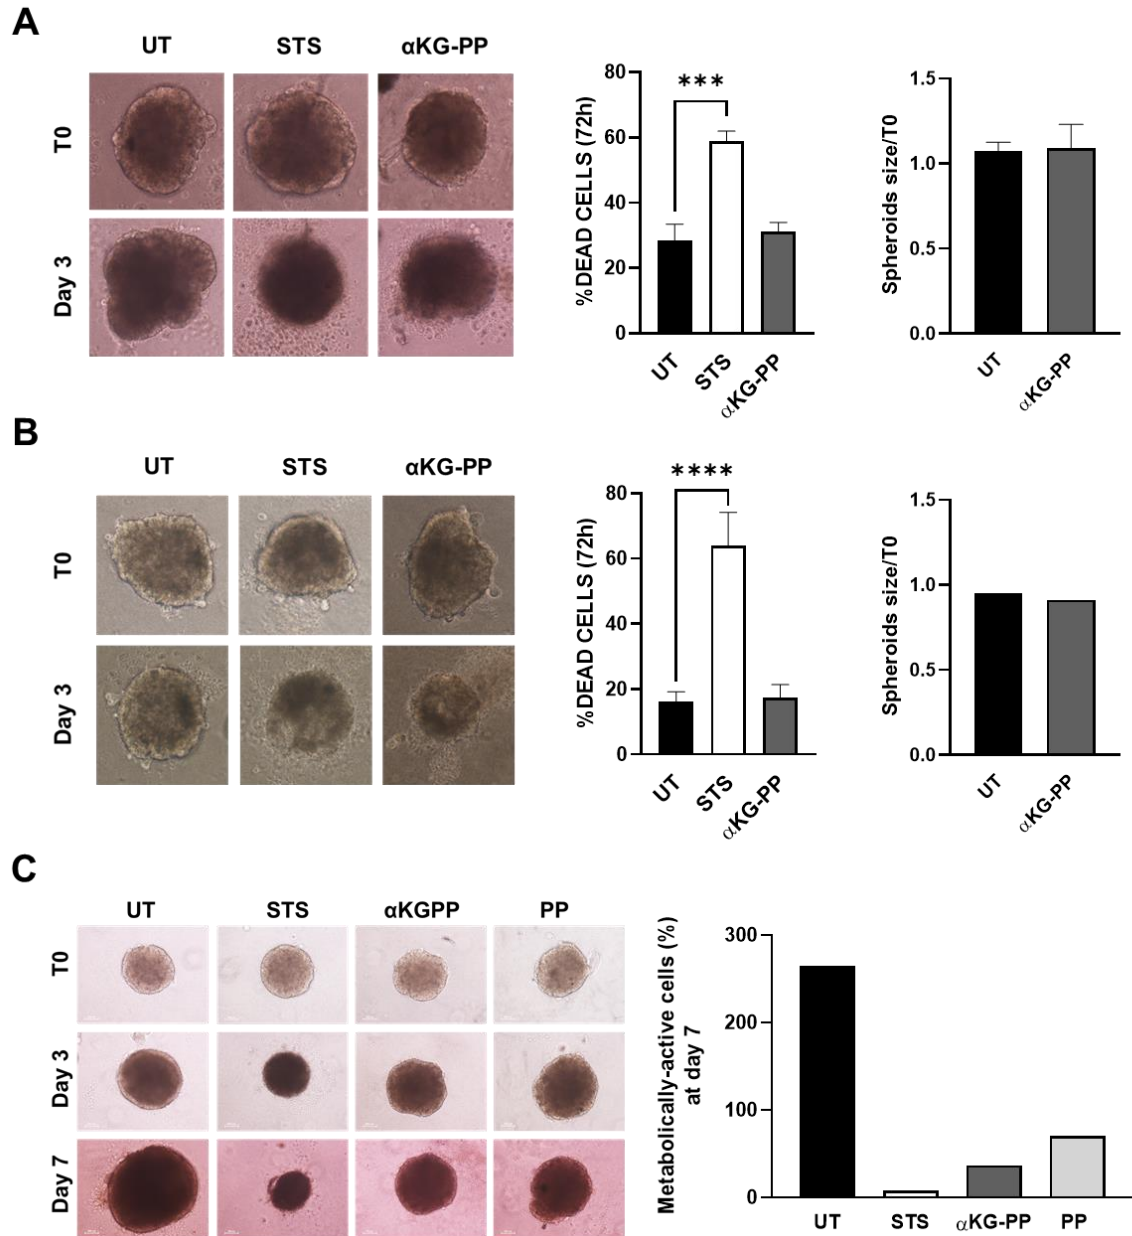 A
UT STS αKG-PP
T0
Day 3
%DEAD CELLS (72h)
80
60
40
20
0
***
UT STS αKG-PP
Spheroids size/T0
1.5
1.0
0.5
0.0
UT αKG-PP
B
UT STS αKG-PP
T0
Day 3
%DEAD CELLS (72h)
80
60
40
20
0
****
UT STS αKG-PP
Spheroids size/T0
1.5
1.0
0.5
0.0
UT αKG-PP
C
UT STS αKGPP PP
T0
Day 3
Day 7
Metabolically-active cells (%)
at day 7
300
200
100
0
UT STS αKG-PP PP